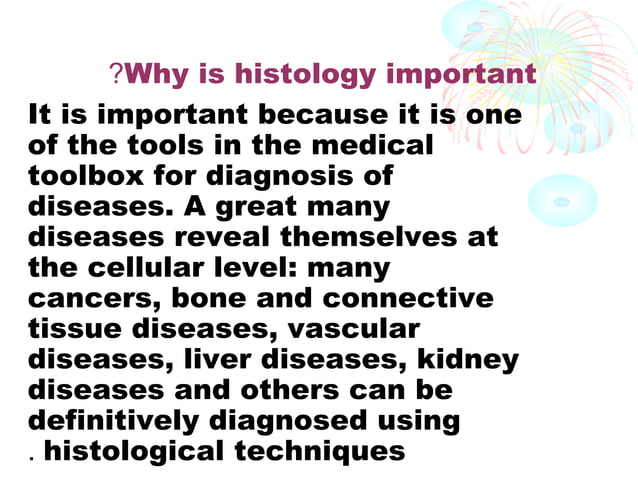 ?Why is histology important
It is important because it is one
of the tools in the medical
toolbox for diagnosis of
diseases. A great many
diseases reveal themselves at
the cellular level: many
cancers, bone and connective
tissue diseases, vascular
diseases, liver diseases, kidney
diseases and others can be
definitively diagnosed using
. histological techniques